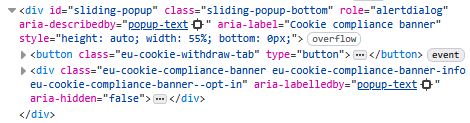 <div id="sliding-popup" class="sliding-popup-bottom" role="alertdialog"
aria-describedby="popup-text" aria-label="Cookie compliance banner"
style="height: auto; width: 55%; bottom: 0px;"> overflow
<button class="eu-cookie-withdraw-tab" type="button"> ... </button> event
<div class="eu-cookie-compliance-banner eu-cookie-compliance-banner-info
eu-cookie-compliance-banner--opt-in" aria-labelledby="popup-text"
aria-hidden="false"> ... </div>
</div>